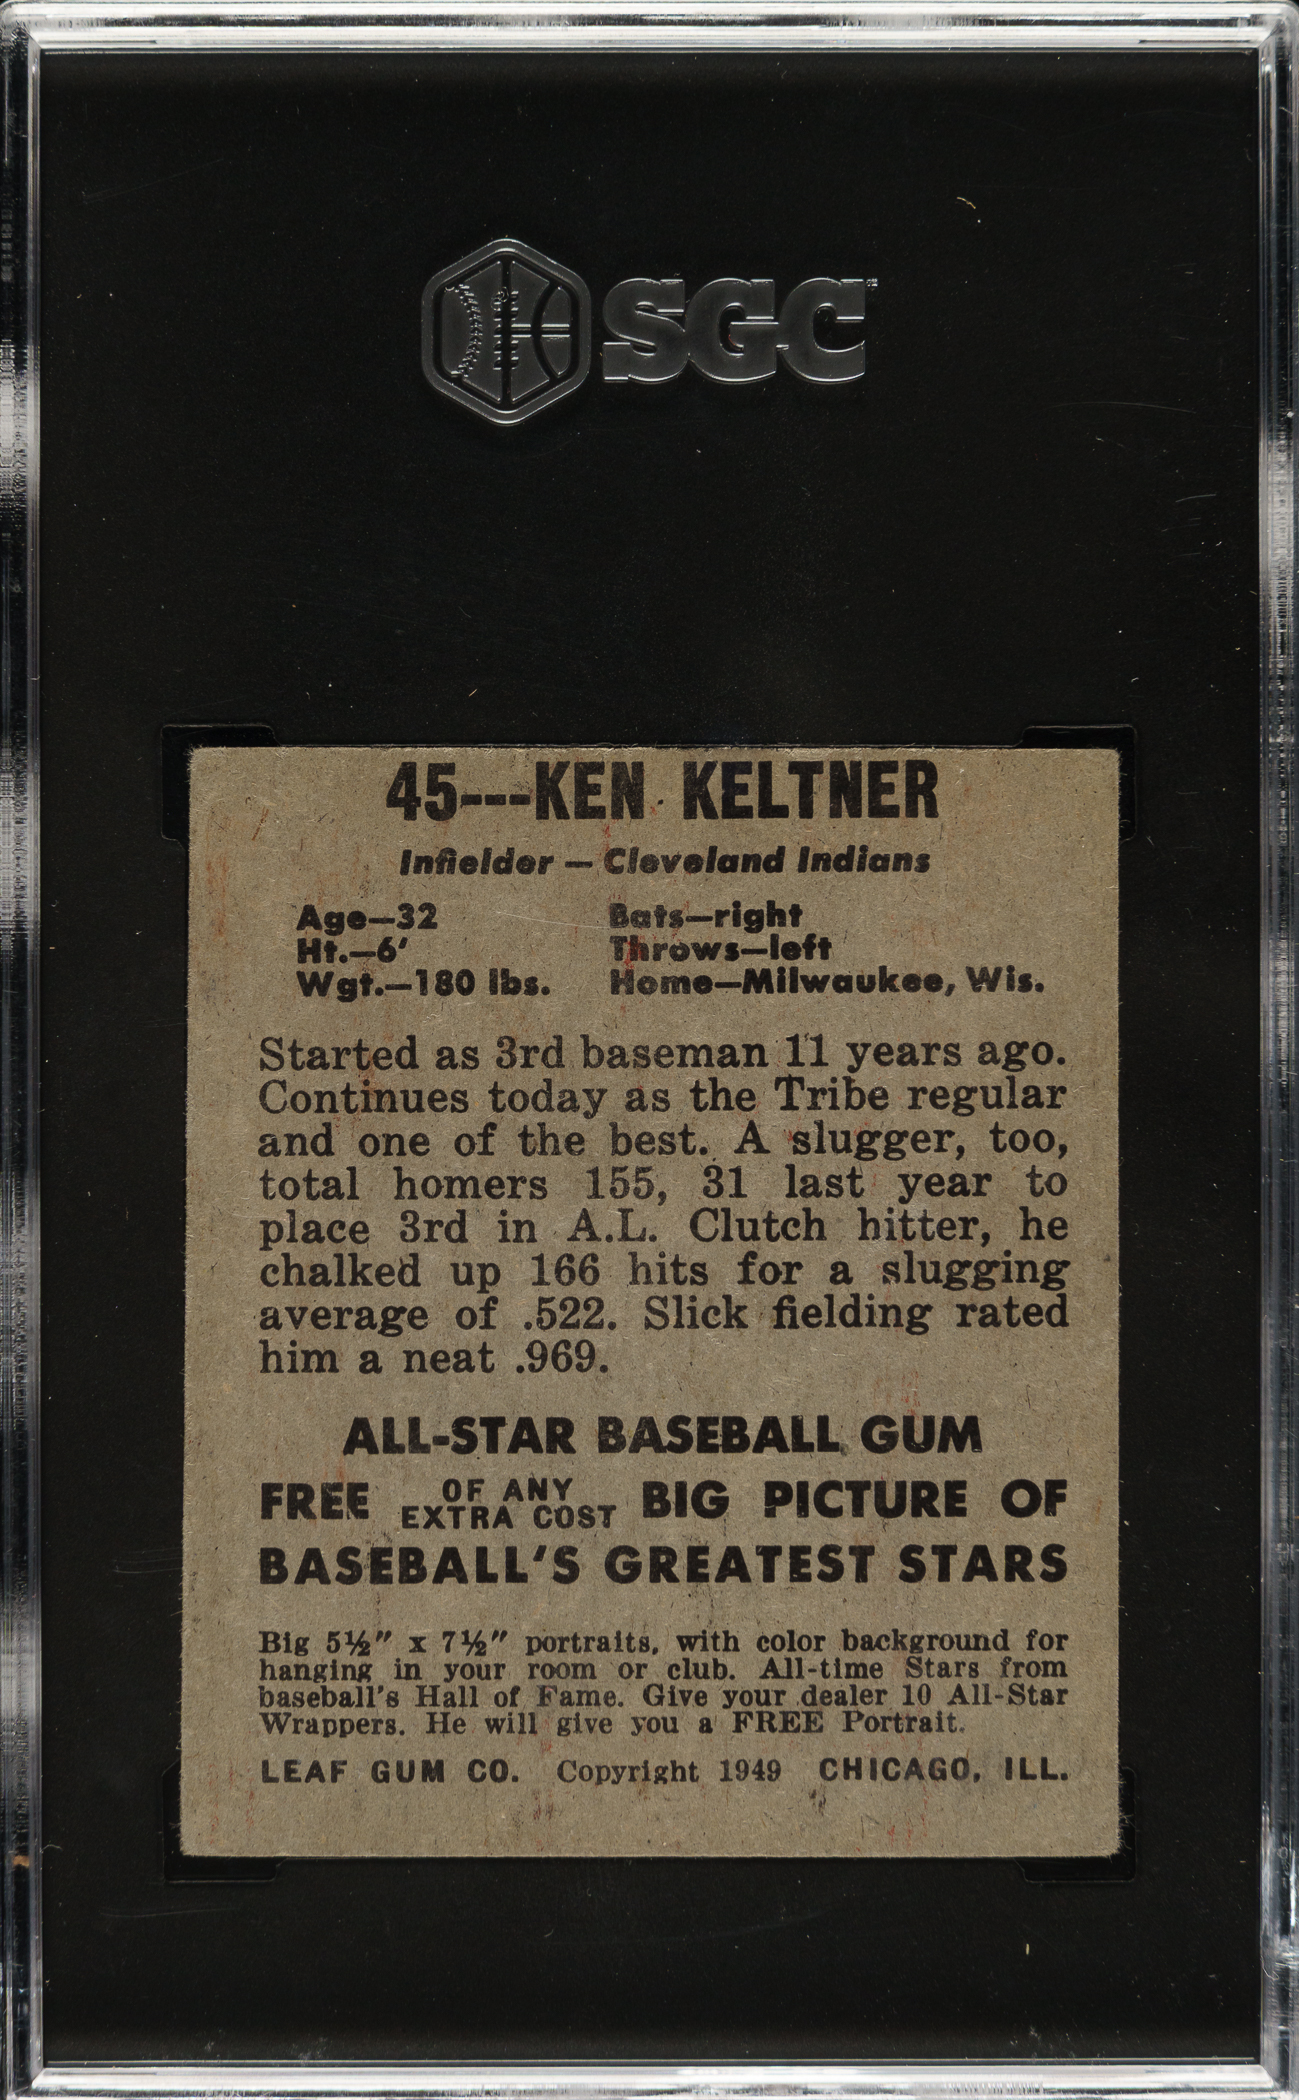 SGC
45---KEN KELTNER
Infielder — Cleveland Indians
Age—32 Bats—right
Ht.—6' Throws—left
Wgt.—180 lbs. Home—Milwaukee, Wis.
Started as 3rd baseman 11 years ago.
Continues today as the Tribe regular
and one of the best. A slugger, too,
total homers 155, 31 last year to
place 3rd in A.L. Clutch hitter, he
chalked up 166 hits for a slugging
average of .522. Slick fielding rated
him a neat .969.
ALL-STAR BASEBALL GUM
FREE OF ANY EXTRA COST BIG PICTURE OF
BASEBALL'S GREATEST STARS
Big 5½" x 7½" portraits, with color background for
hanging in your room or club. All-time Stars from
baseball's Hall of Fame. Give your dealer 10 All-Star
Wrappers. He will give you a FREE Portrait.
LEAF GUM CO. Copyright 1949 CHICAGO, ILL.